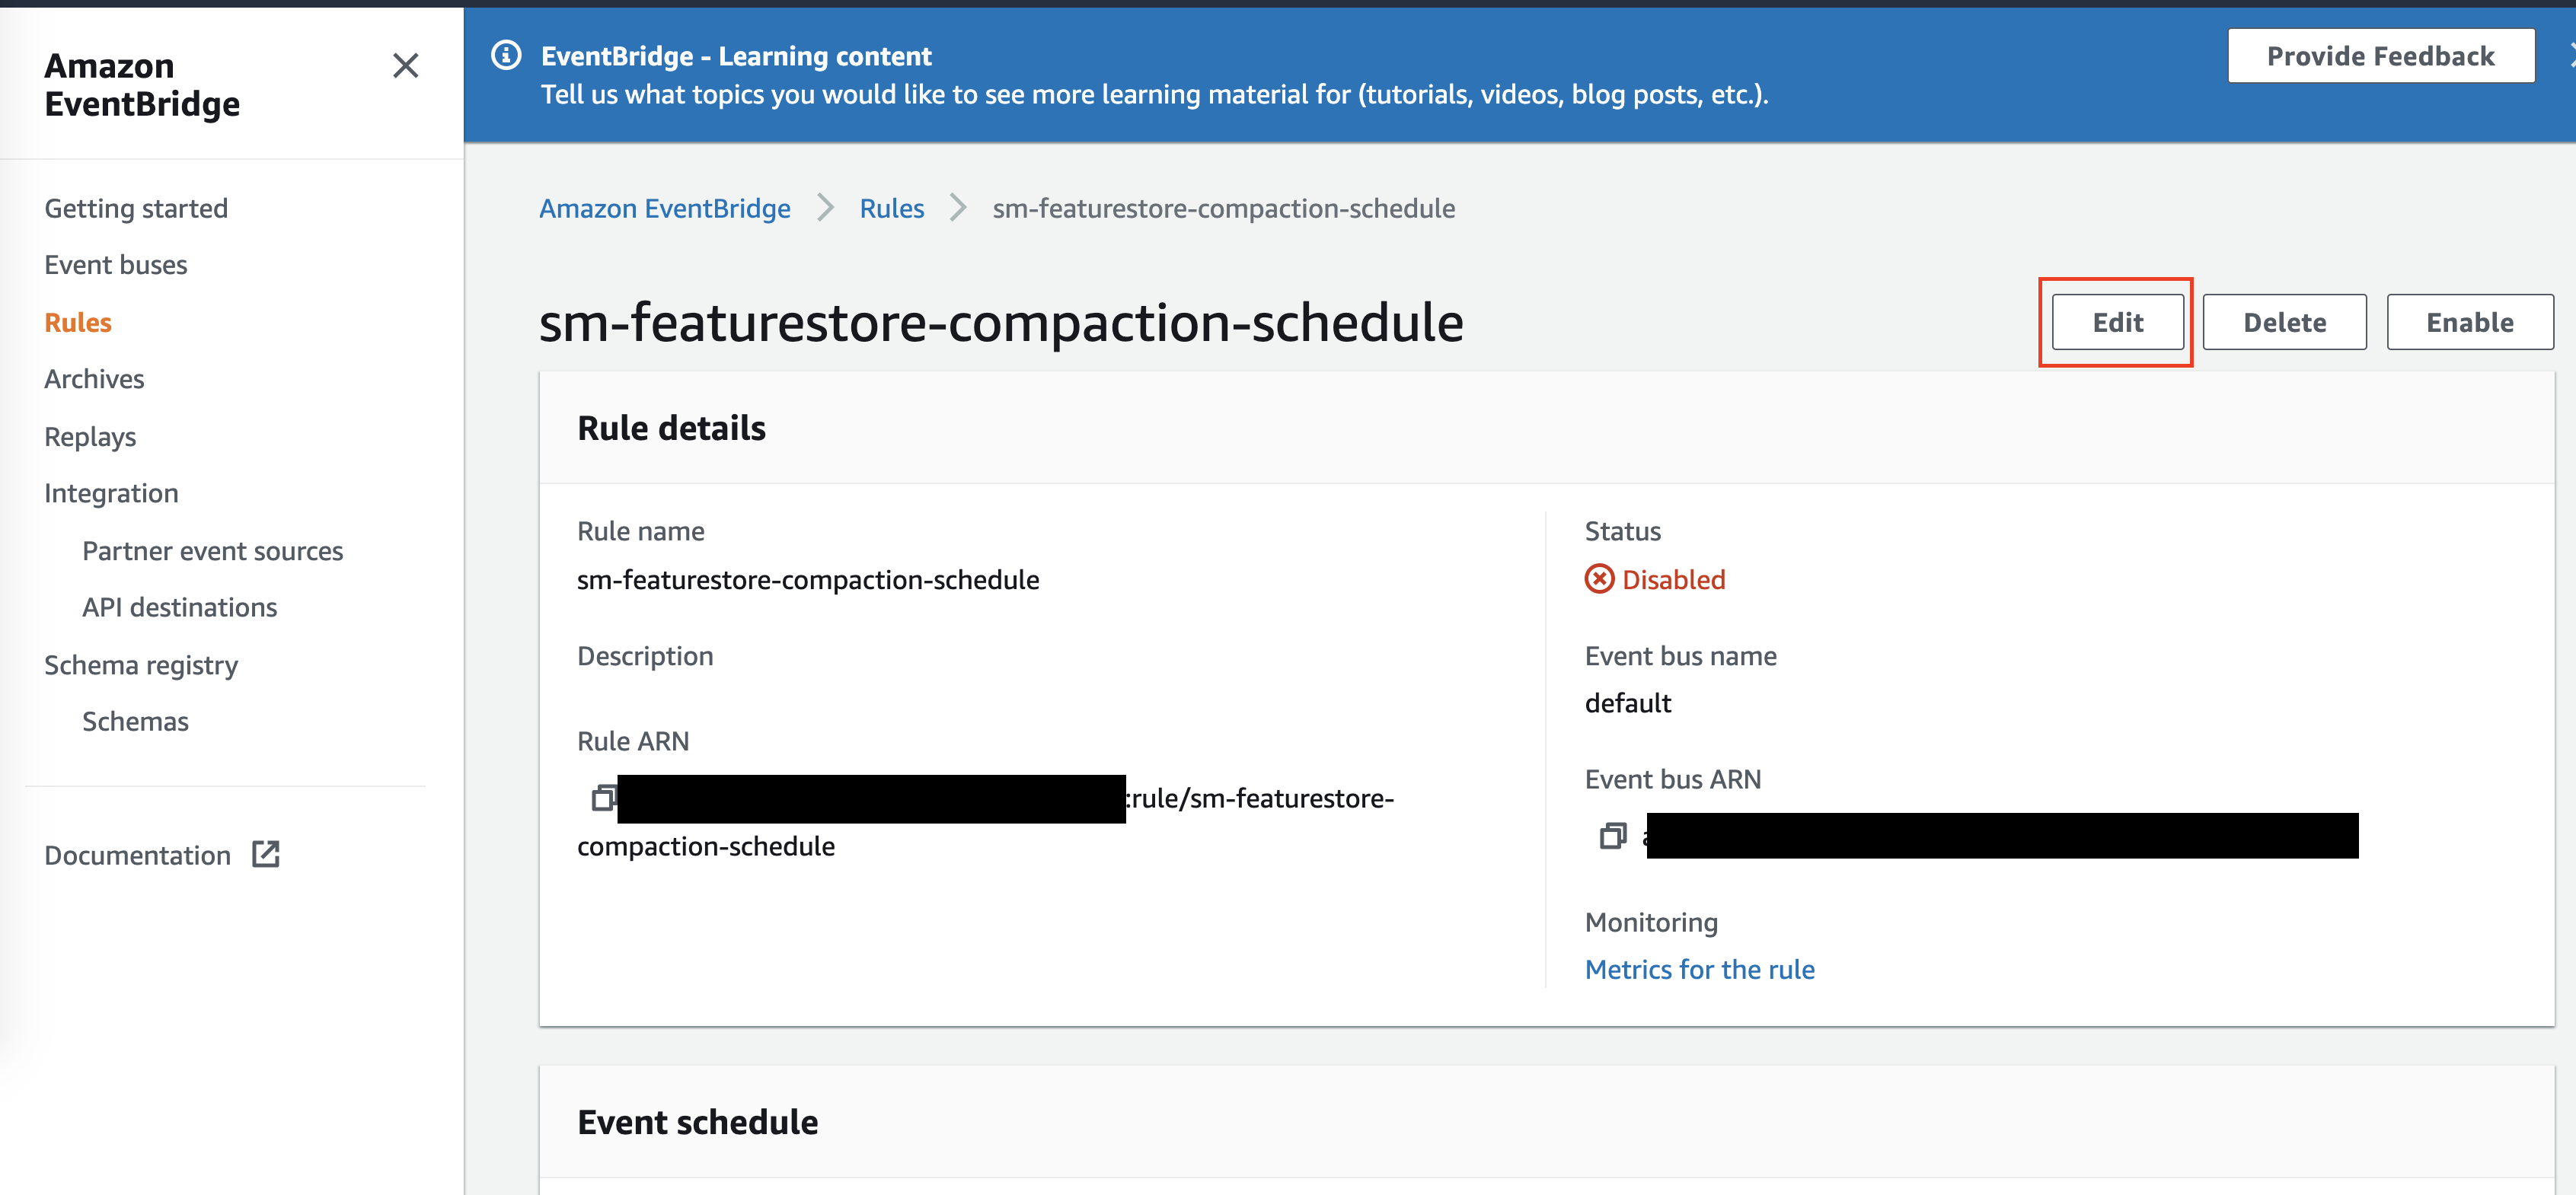 Amazon
EventBridge
Getting started
Event buses
Rules
Archives
Replays
Integration
Partner event sources
API destinations
Schema registry
Schemas
Documentation
EventBridge - Learning content
Tell us what topics you would like to see more learning material for (tutorials, videos, blog posts, etc.).
Provide Feedback
Amazon EventBridge > Rules > sm-featurestore-compaction-schedule
sm-featurestore-compaction-schedule
Edit
Delete
Enable
Rule details
Rule name
sm-featurestore-compaction-schedule
Description
Rule ARN
:rule/sm-featurestore-
compaction-schedule
Status
Disabled
Event bus name
default
Event bus ARN
Monitoring
Metrics for the rule
Event schedule